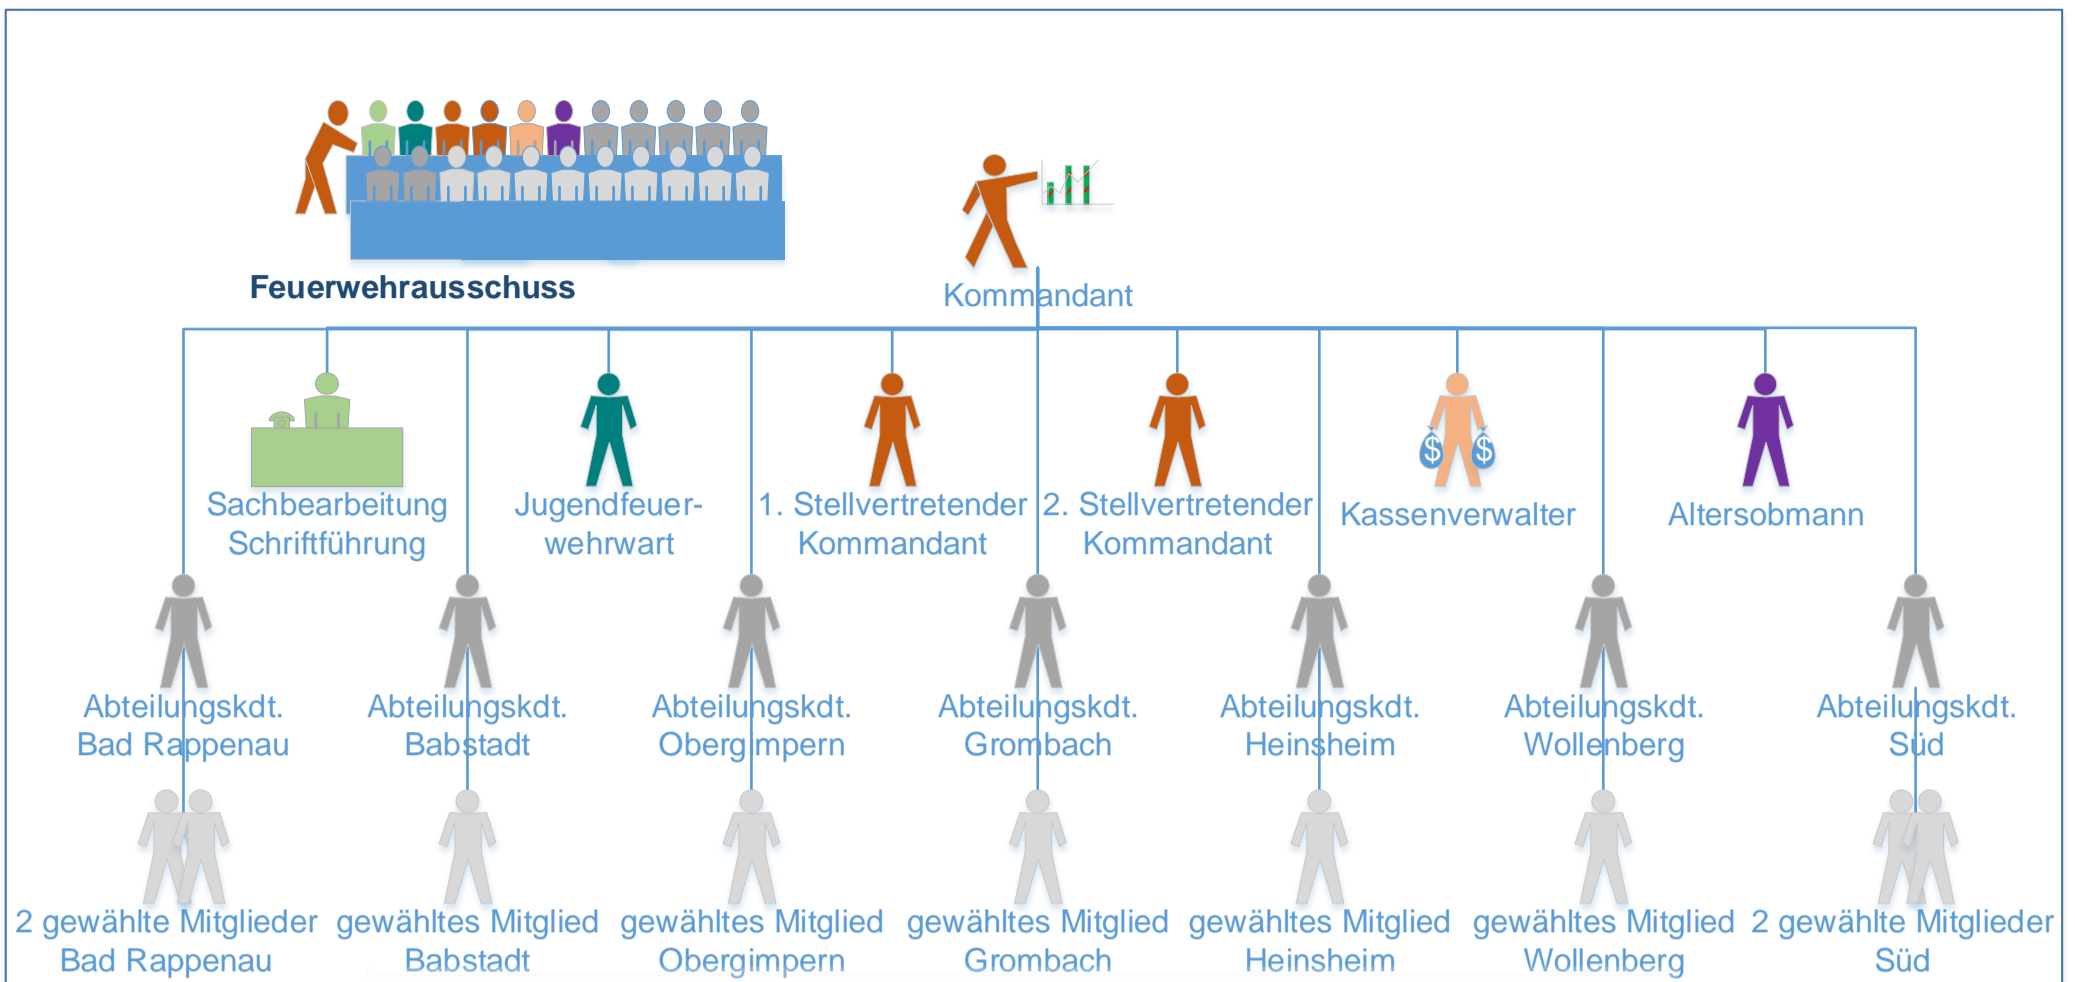 Feuerwehrausschuss
Kommandant
Sachbearbeitung
Schriftführung
Jugendfeuer-
wehrwart
1. Stellvertretender
Kommandant
2. Stellvertretender
Kommandant
Kassenverwalter
$ $
Altersobmann
Abteilungskdt.
Bad Rappenau
Abteilungskdt.
Babstadt
Abteilungskdt.
Obergimpern
Abteilungskdt.
Grombach
Abteilungskdt.
Heinsheim
Abteilungskdt.
Wollenberg
Abteilungskdt.
Süd
2 gewählte Mitglieder
Bad Rappenau
gewähltes Mitglied
Babstadt
gewähltes Mitglied
Obergimpern
gewähltes Mitglied
Grombach
gewähltes Mitglied
Heinsheim
gewähltes Mitglied
Wollenberg
2 gewählte Mitglieder
Süd